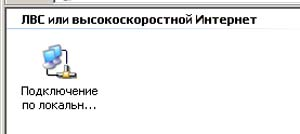 ЛВС или высокоскоростной Интернет
Подключение
по локальн...